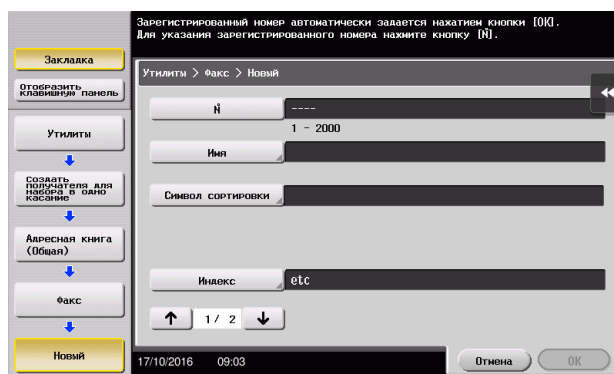 Зарегистрированный номер автоматически задается нажатием кнопки [OK].
Для указания зарегистрированного номера нажмите кнопку [№].
Закладка
Отобразить
клавишную панель
Утилиты
Создать
получателя для
набора в одно
касание
Адресная книга
(Общая)
Факс
Новый
Утилиты > Факс > Новый
№
----
1 - 2000
Имя
Символ сортировки
Индекс
etc
↑ 1/ 2 ↓
17/10/2016 09:03
Отмена
OK